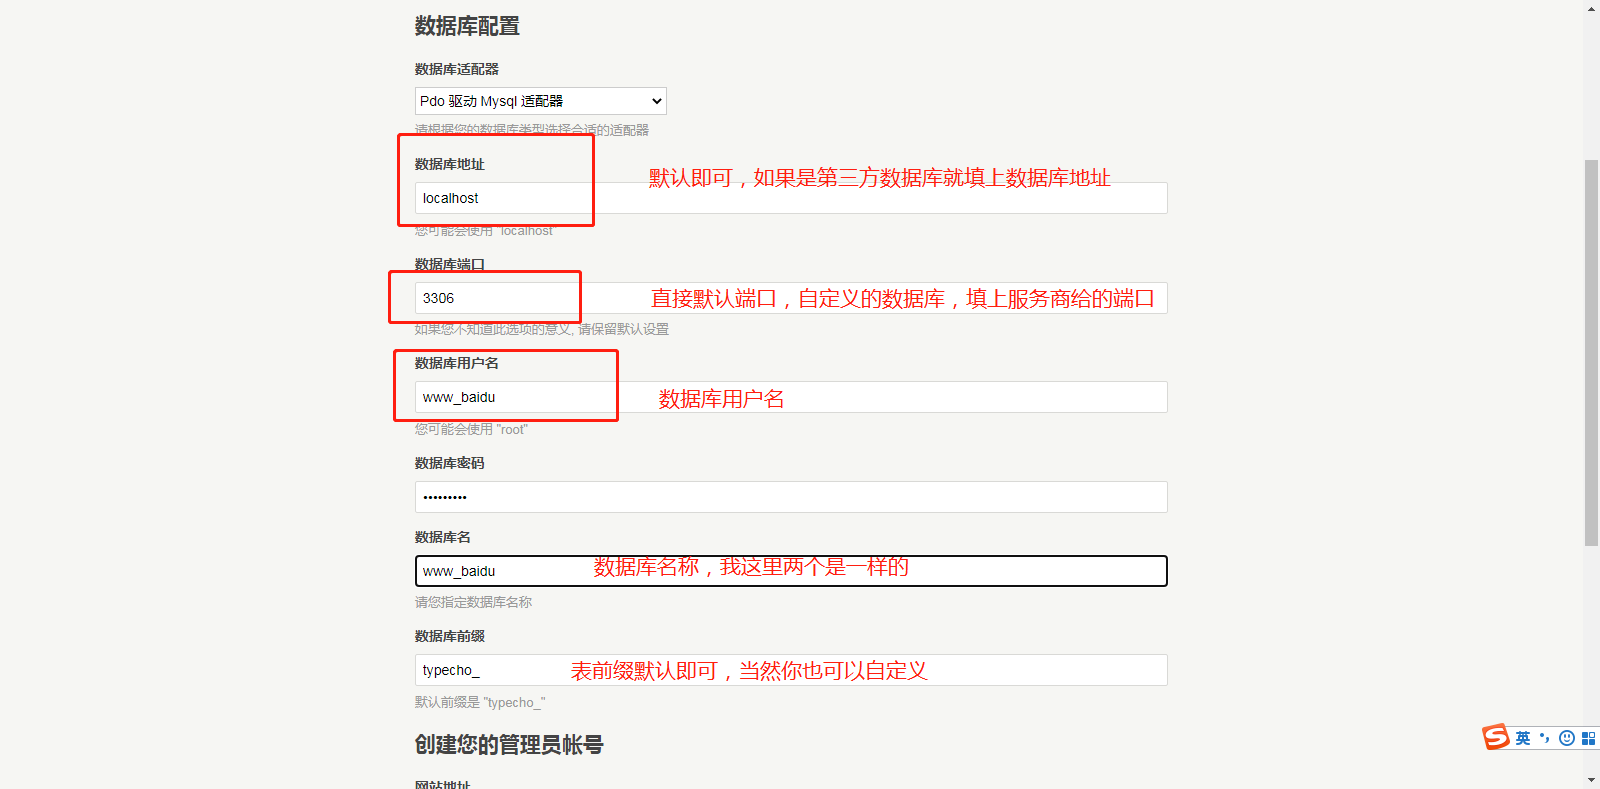 数据库配置
数据库适配器
Pdo 驱动 Mysql 适配器
请根据您的数据库类型选择合适的适配器
数据库地址
默认即可，如果是第三方数据库就填上数据库地址
localhost
您可能会使用 "localhost"
数据库端口
3306
直接默认端口，自定义的数据库，填上服务商给的端口
如果您不知道此选项的意义, 请保留默认设置
数据库用户名
www_baidu
数据库用户名
您可能会使用 "root"
数据库密码
•••••••••
数据库名
www_baidu
数据库名称，我这里两个是一样的
请您指定数据库名称
数据库前缀
typecho_
表前缀默认即可，当然你也可以自定义
默认前缀是 "typecho_"
创建您的管理员帐号
网站地址
S 英